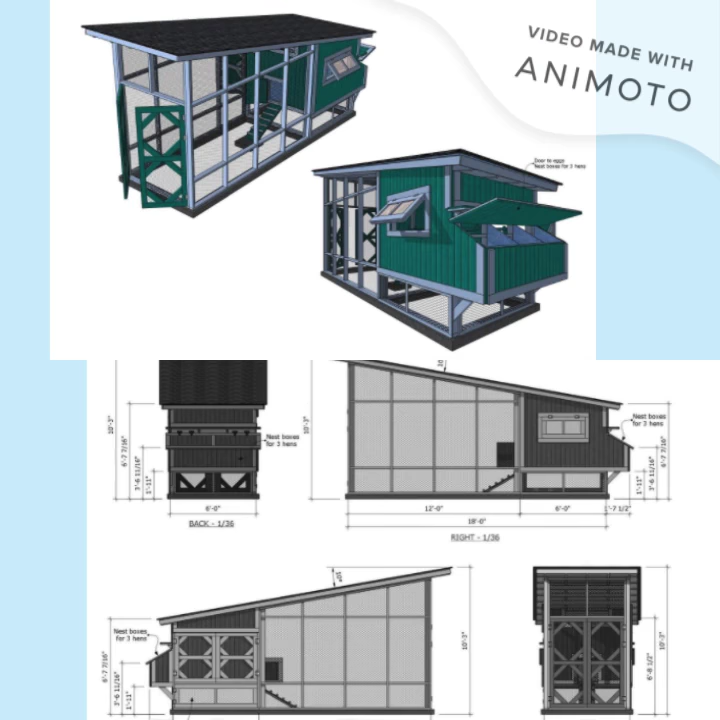 VIDEO MADE WITH
ANIMOTO
Door to eggs
Nest boxes for 3 hens
10'-3"
6'-7 7/16"
3'-6 11/16"
1'-11"
Nest boxes
for 3 hens
6'-0"
BACK - 1/36
10'-3"
10°
Nest boxes
for 3 hens
1'-11"
3'-6 11/16"
6'-7 7/16"
12'-0"
6'-0"
1'-7 1/2"
18'-0"
RIGHT - 1/36
10°
Nest boxes
for 3 hens
6'-7 7/16"
3'-6 11/16"
1'-11"
10'-3"
6'-8 1/2"
10'-3"